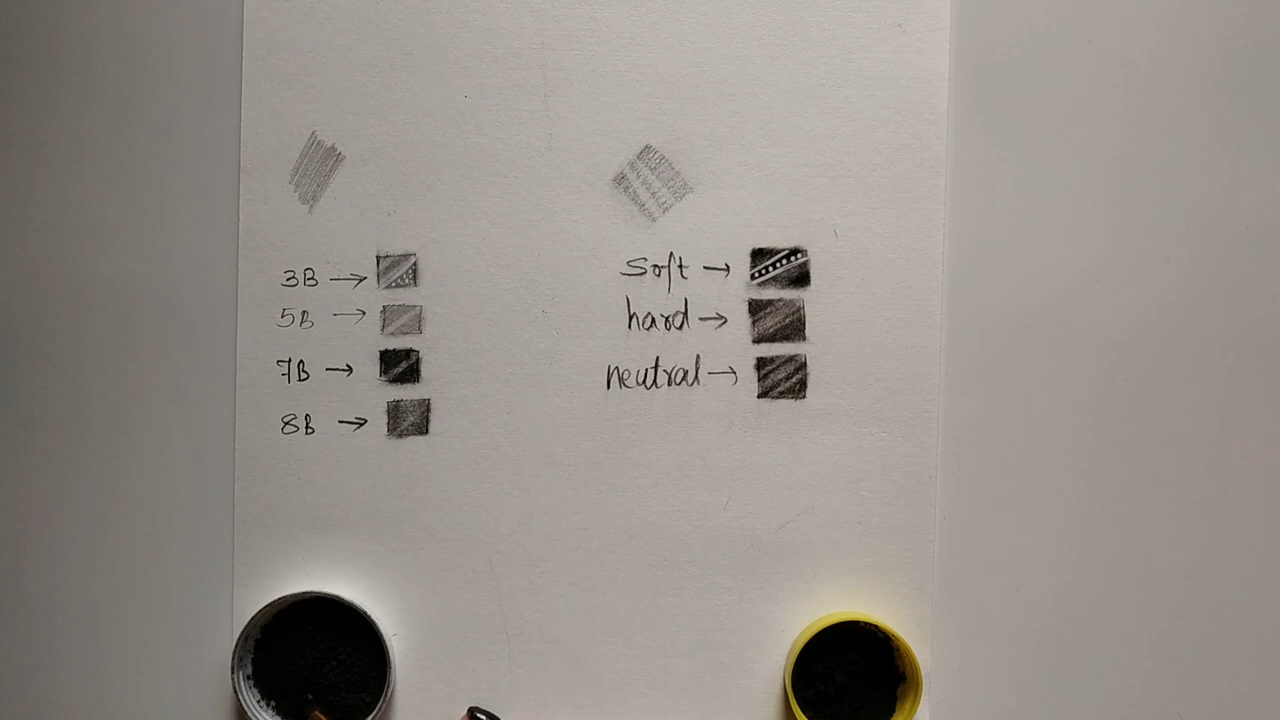 3B →
5B →
7B →
8B →
Soft →
hard →
neutral →